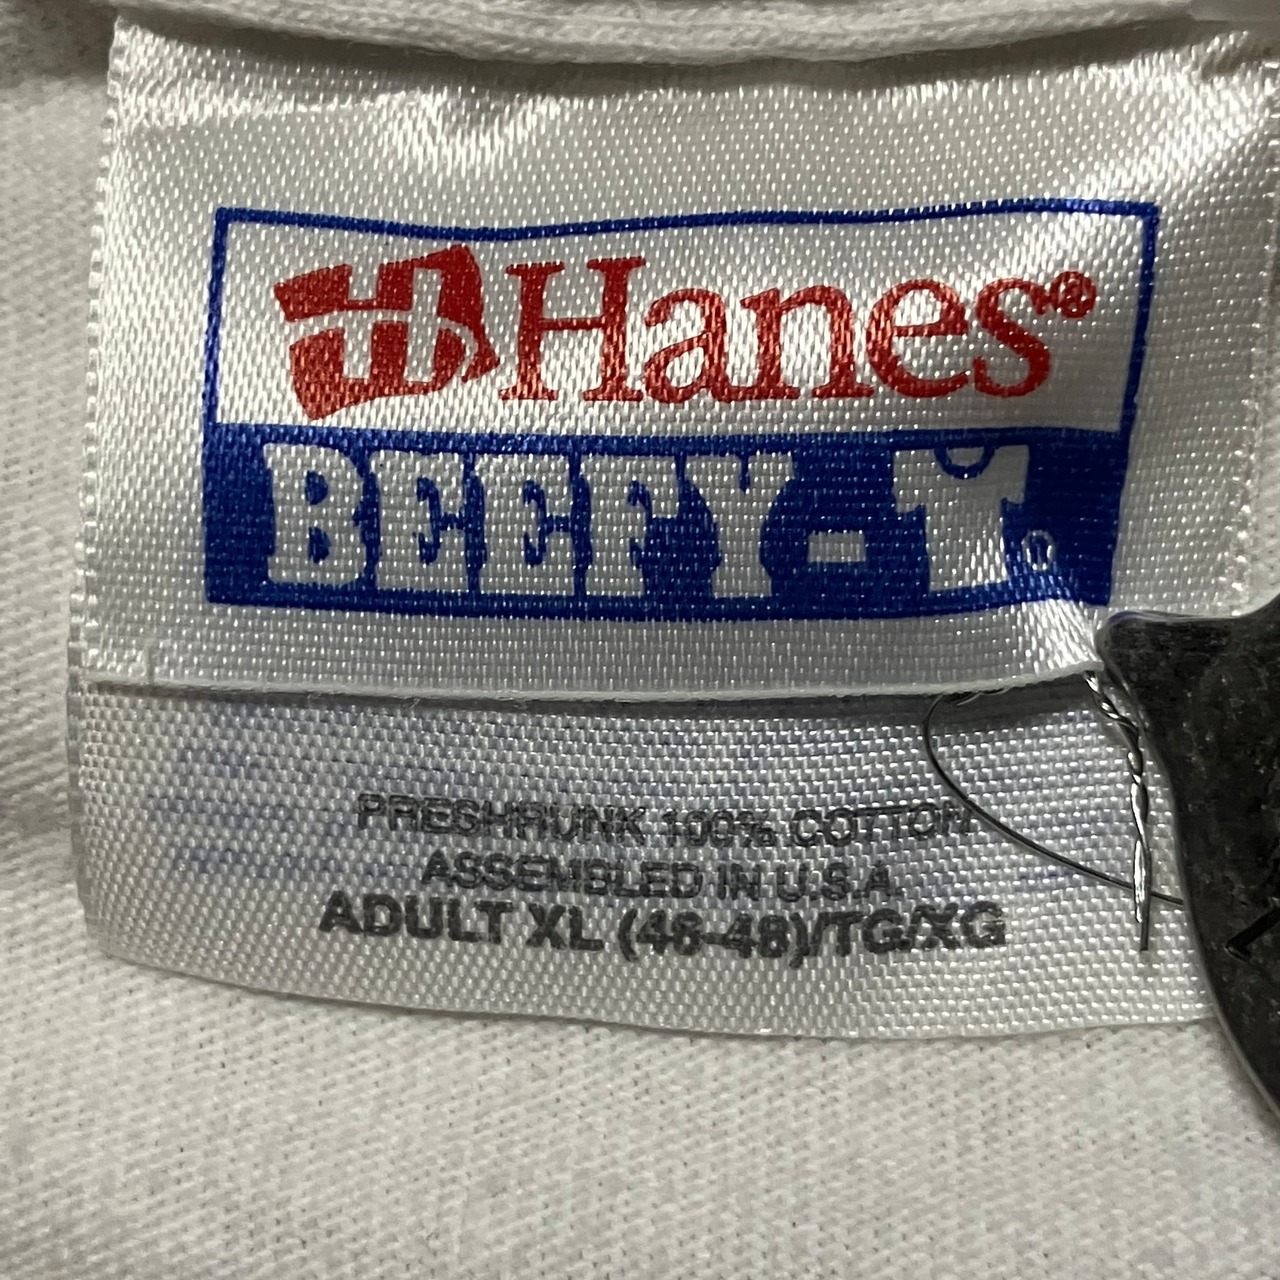 Hanes®
BEEFY-T®
PRESHRUNK 100% COTTON
ASSEMBLED IN U.S.A.
ADULT XL (46-48)/TG/XG